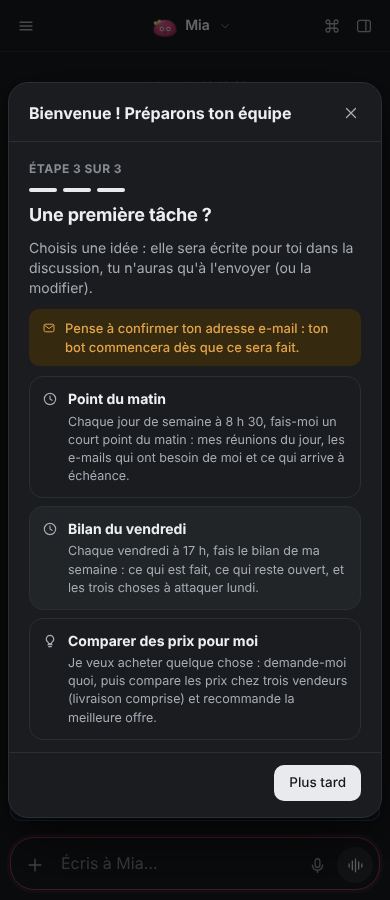 Mia
Bienvenue ! Préparons ton équipe
ÉTAPE 3 SUR 3
Une première tâche ?
Choisis une idée : elle sera écrite pour toi dans la
discussion, tu n'auras qu'à l'envoyer (ou la
modifier).
Pense à confirmer ton adresse e-mail : ton
bot commencera dès que ce sera fait.
Point du matin
Chaque jour de semaine à 8 h 30, fais-moi un
court point du matin : mes réunions du jour, les
e-mails qui ont besoin de moi et ce qui arrive à
échéance.
Bilan du vendredi
Chaque vendredi à 17 h, fais le bilan de ma
semaine : ce qui est fait, ce qui reste ouvert, et
les trois choses à attaquer lundi.
Comparer des prix pour moi
Je veux acheter quelque chose : demande-moi
quoi, puis compare les prix chez trois vendeurs
(livraison comprise) et recommande la
meilleure offre.
Plus tard
Écris à Mia...